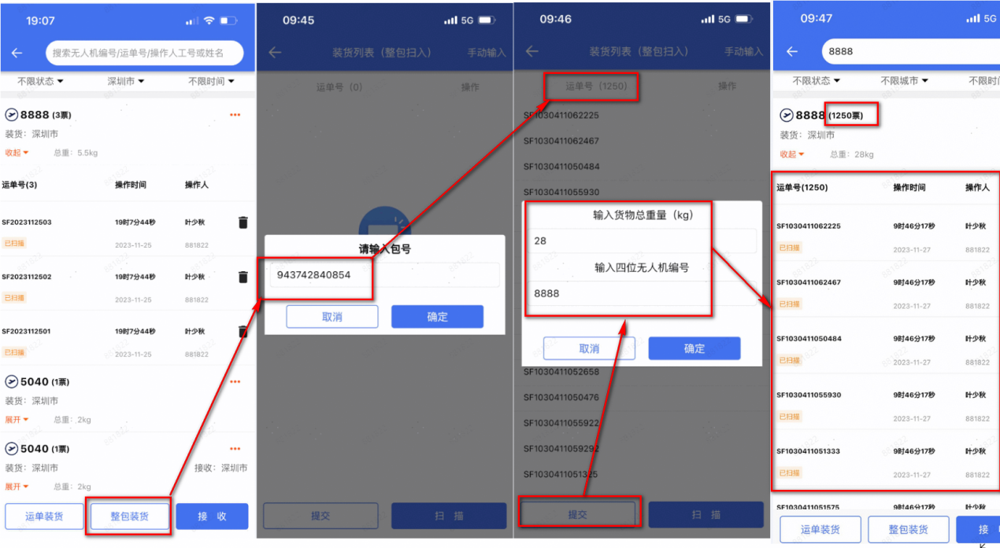 19:07
搜索无人机编号/运单号/操作人工号或姓名
不限状态 深圳市 不限时间
8888 (3票)
装货：深圳市
收起 总重：5.5kg
运单号(3) 操作时间 操作人
SF2023112503 19时7分44秒 叶少秋
已扫描 2023-11-25 881822
SF2023112502 19时7分44秒 叶少秋
已扫描 2023-11-25 881822
SF2023112501 19时7分44秒 叶少秋
已扫描 2023-11-25 881822
5040 (1票)
装货：深圳市
展开 总重：2kg
5040 (1票)
装货：深圳市 接收：深圳市
展开 总重：2kg
运单装货 整包装货 接 收
09:45 5G
装货列表（整包扫入） 手动输入
运单号（0） 操作
请输入包号
943742840854
取消 确定
提交 扫 描
09:46 5G
装货列表（整包扫入） 手动输入
运单号（1250） 操作
SF1030411062225
SF1030411062467
SF1030411050484
SF1030411055930
输入货物总重量（kg）
28
输入四位无人机编号
8888
取消 确定
SF1030411052658
SF1030411050476
SF1030411055922
SF1030411059292
SF1030411051325
提交 扫 描
09:47 5G
8888
不限状态 不限城市 不限时
8888 (1250票)
装货：深圳市
收起 总重：28kg
运单号(1250) 操作时间 操作人
SF1030411062225 9时46分17秒 叶少秋
已扫描 2023-11-27 881822
SF1030411062467 9时46分17秒 叶少秋
已扫描 2023-11-27 881822
SF1030411050484 9时46分17秒 叶少秋
已扫描 2023-11-27 881822
SF1030411055930 9时46分17秒 叶少秋
已扫描 2023-11-27 881822
SF1030411051333 9时46分17秒 叶少秋
已扫描 2023-11-27 881822
SF1030411051575 9时46分17秒 叶少秋
运单装货 整包装货 接